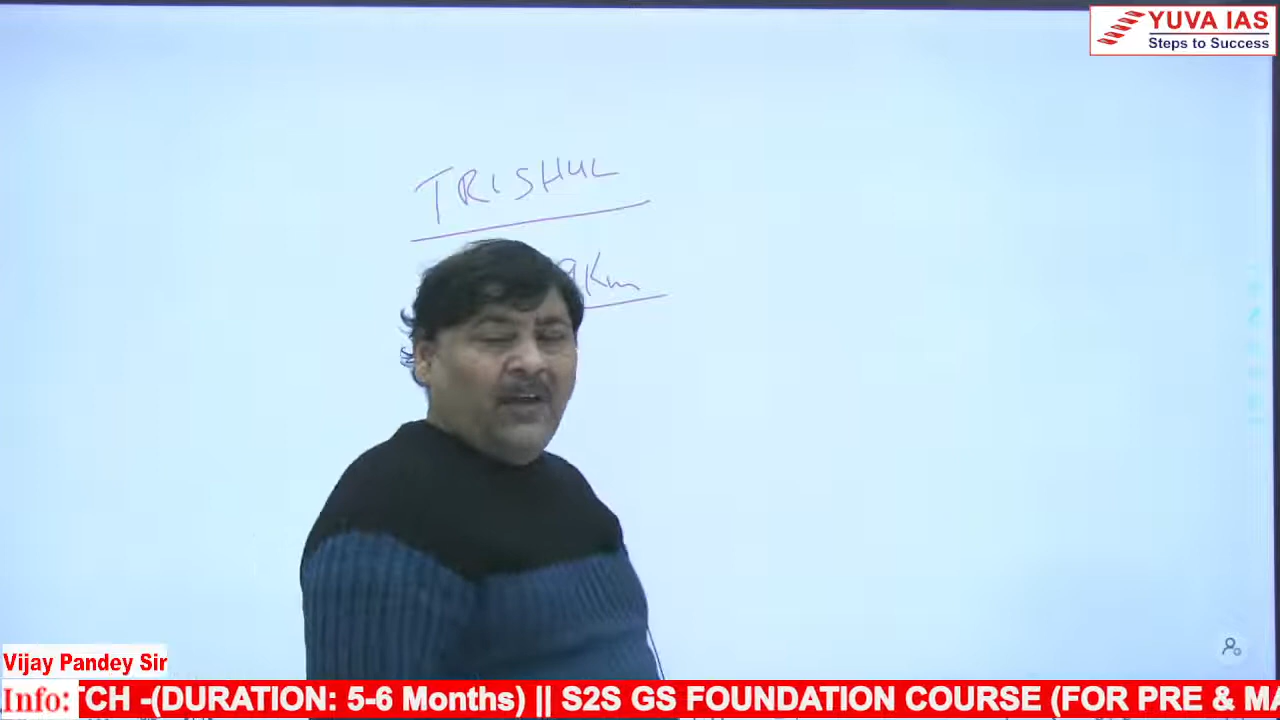 YUVA IAS
Steps to Success
TRISHUL
9Km
Vijay Pandey Sir
Info: TCH -(DURATION: 5-6 Months) || S2S GS FOUNDATION COURSE (FOR PRE & MA